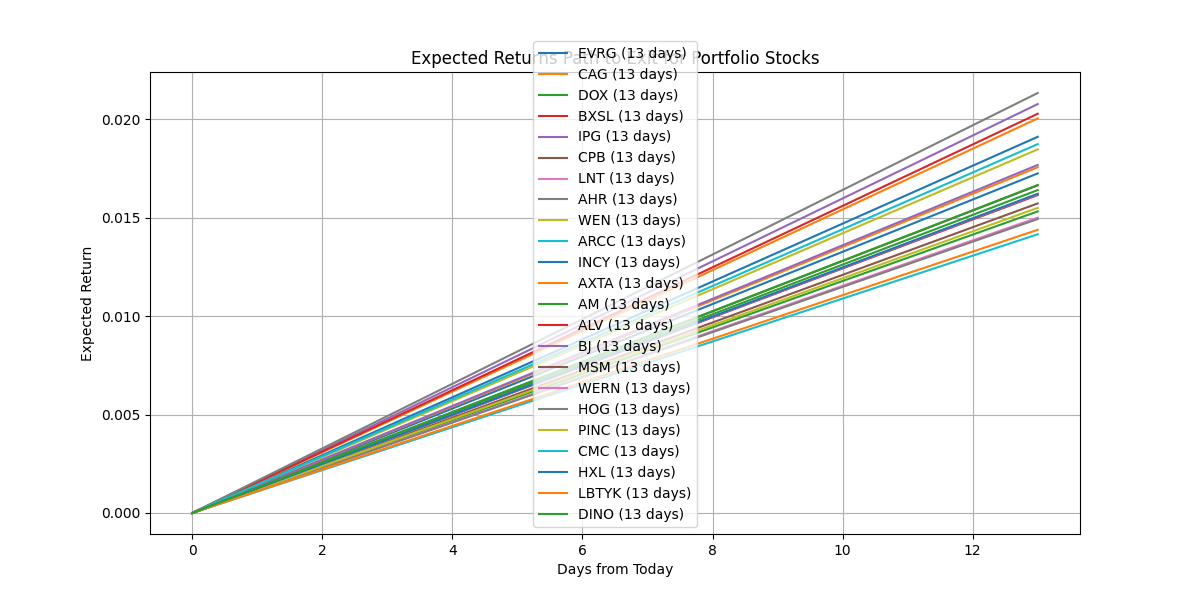 Expected Returns Path to Exit for Portfolio Stocks
EVRG (13 days)
CAG (13 days)
DOX (13 days)
BXSL (13 days)
IPG (13 days)
CPB (13 days)
LNT (13 days)
AHR (13 days)
WEN (13 days)
ARCC (13 days)
INCY (13 days)
AXTA (13 days)
AM (13 days)
ALV (13 days)
BJ (13 days)
MSM (13 days)
WERN (13 days)
HOG (13 days)
PINC (13 days)
CMC (13 days)
HXL (13 days)
LBTYK (13 days)
DINO (13 days)
Expected Return
0.020
0.015
0.010
0.005
0.000
0 2 4 6 8 10 12
Days from Today